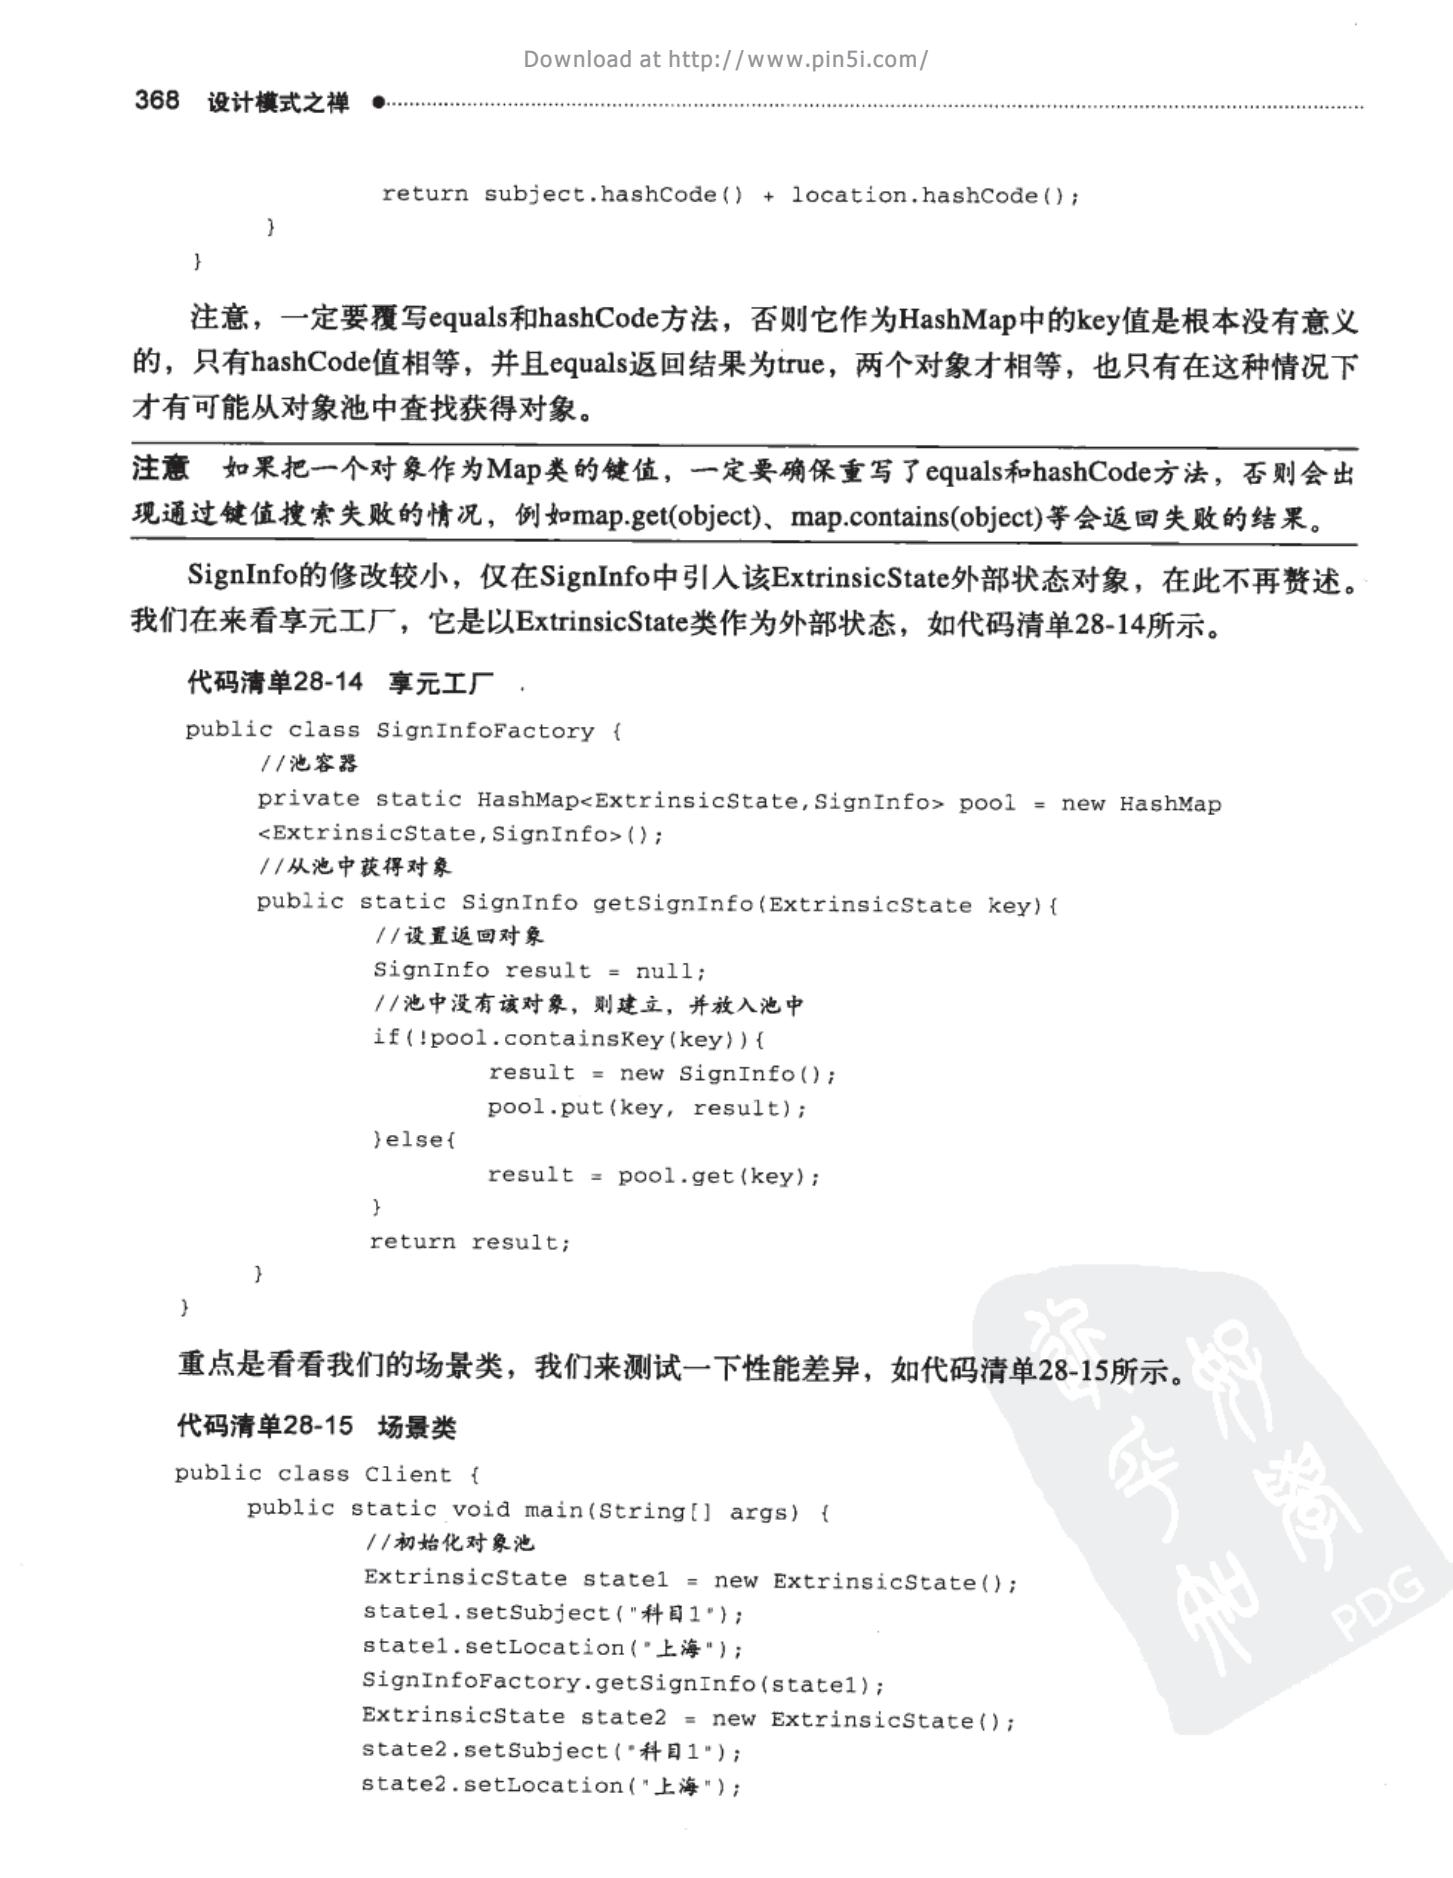 Download at http://www.pin5i.com/
368 设计模式之禅
return subject.hashCode() + location.hashCode();
}
}
注意，一定要覆写equals和hashCode方法，否则它作为HashMap中的key值是根本没有意义
的，只有hashCode值相等，并且equals返回结果为true，两个对象才相等，也只有在这种情况下
才有可能从对象池中查找获得对象。
注意 如果把一个对象作为Map类的键值，一定要确保重写了equals和hashCode方法，否则会出
现通过键值搜索失败的情况，例如map.get(object)、map.contains(object)等会返回失败的结果。
SignInfo的修改较小，仅在SignInfo中引入该ExtrinsicState外部状态对象，在此不再赘述。
我们在来看享元工厂，它是以ExtrinsicState类作为外部状态，如代码清单28-14所示。
代码清单28-14 享元工厂
public class SignInfoFactory {
//池容器
private static HashMap<ExtrinsicState,SignInfo> pool = new HashMap
<ExtrinsicState,SignInfo>();
//从池中获得对象
public static SignInfo getSignInfo(ExtrinsicState key){
//设置返回对象
SignInfo result = null;
//池中没有该对象，则建立，并放入池中
if(!pool.containsKey(key)){
result = new SignInfo();
pool.put(key, result);
}else{
result = pool.get(key);
}
return result;
}
}
重点是看看我们的场景类，我们来测试一下性能差异，如代码清单28-15所示。
代码清单28-15 场景类
public class Client {
public static void main(String[] args) {
//初始化对象池
ExtrinsicState state1 = new ExtrinsicState();
state1.setSubject("科目1");
state1.setLocation("上海");
SignInfoFactory.getSignInfo(state1);
ExtrinsicState state2 = new ExtrinsicState();
state2.setSubject("科目1");
state2.setLocation("上海");
PDG